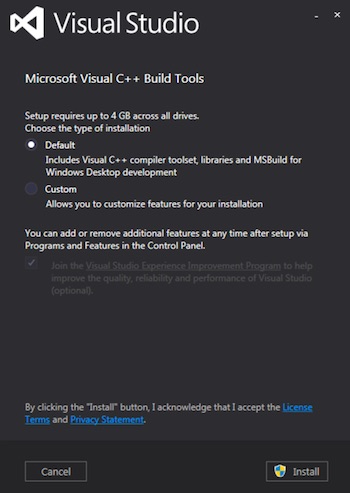 Visual Studio
Microsoft Visual C++ Build Tools
Setup requires up to 4 GB across all drives.
Choose the type of installation
Default
Includes Visual C++ compiler toolset, libraries and MSBuild for
Windows Desktop development
Custom
Allows you to customize features for your installation
You can add or remove additional features at any time after setup via
Programs and Features in the Control Panel.
Join the Visual Studio Experience Improvement Program to help
improve the quality, reliability and performance of Visual Studio
(optional).
By clicking the "Install" button, I acknowledge that I accept the License
Terms and Privacy Statement.
Cancel
Install